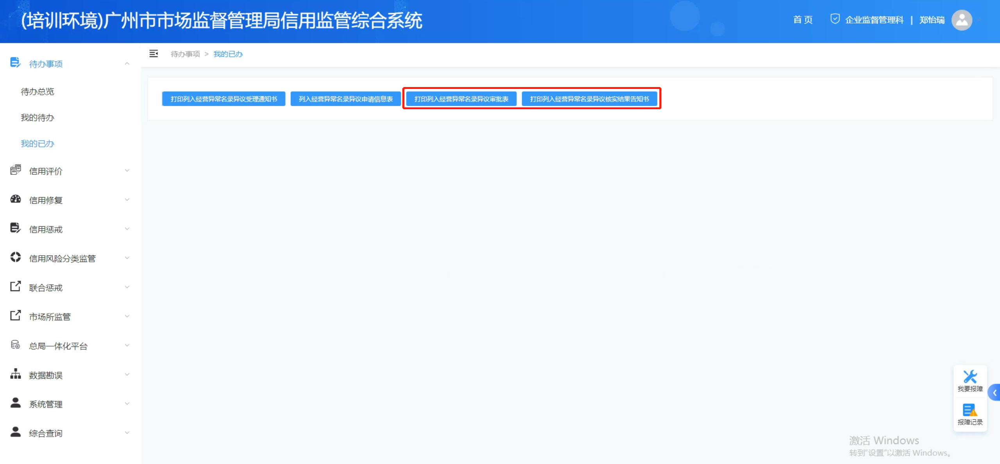 (培训环境)广州市市场监督管理局信用监管综合系统
首页 企业监督管理科 | 郑怡瑞
待办事项 > 我的已办
待办事项
待办总览
我的待办
我的已办
信用评价
信用修复
信用惩戒
信用风险分类监管
联合惩戒
市场所监管
总局一体化平台
数据勘误
系统管理
综合查询
打印列入经营异常名录异议受理通知书 列入经营异常名录异议申请信息表 打印列入经营异常名录异议审批表 打印列入经营异常名录异议核实结果告知书
我要报障
报障记录
激活 Windows
转到"设置"以激活 Windows。